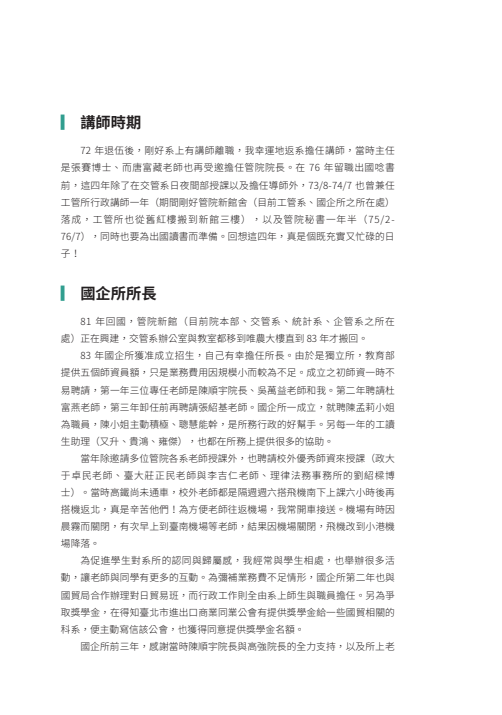 講師時期
72 年退伍後，剛好系上有講師離職，我幸運地返系擔任講師，當時主任
是張賽博士、而唐富藏老師也再受邀擔任管院院長。在 76 年留職出國唸書
前，這四年除了在交管系日夜間部授課以及擔任導師外，73/8-74/7 也曾兼任
工管所行政講師一年（期間剛好管院新館舍（目前工管系、國企所之所在處）
落成，工管所也從舊紅樓搬到新館三樓），以及管院秘書一年半（75/2-
76/7），同時也要為出國讀書而準備。回想這四年，真是個既充實又忙碌的日
子！
國企所所長
81 年回國，管院新館（目前院本部、交管系、統計系、企管系之所在
處）正在興建，交管系辦公室與教室都移到唯農大樓直到 83 年才搬回。
83 年國企所獲准成立招生，自己有幸擔任所長。由於是獨立所，教育部
提供五個師資員額，只是業務費用因規模小而較為不足。成立之初師資一時不
易聘請，第一年三位專任老師是陳順宇院長、吳萬益老師和我。第二年聘請杜
富燕老師，第三年卸任前再聘請張紹基老師。國企所一成立，就聘陳孟莉小姐
為職員，陳小姐主動積極、聰慧能幹，是所務行政的好幫手。另每一年的工讀
生助理（又升、貴鴻、雍傑），也都在所務上提供很多的協助。
當年除邀請多位管院各系老師授課外，也聘請校外優秀師資來授課（政大
于卓民老師、臺大莊正民老師與李吉仁老師、理律法務事務所的劉紹樑博
士）。當時高鐵尚未通車，校外老師都是隔週週六搭飛機南下上課六小時後再
搭機返北，真是辛苦他們！為方便老師往返機場，我常開車接送。機場有時因
晨霧而關閉，有次早上到臺南機場等老師，結果因機場關閉，飛機改到小港機
場降落。
為促進學生對系所的認同與歸屬感，我經常與學生相處，也舉辦很多活
動，讓老師與同學有更多的互動。為彌補業務費不足情形，國企所第二年也與
國貿局合作辦理對日貿易班，而行政工作則全由系上師生與職員擔任。另為爭
取獎學金，在得知臺北市進出口商業同業公會有提供獎學金給一些國貿相關的
科系，便主動寫信該公會，也獲得同意提供獎學金名額。
國企所前三年，感謝當時陳順宇院長與高強院長的全力支持，以及所上老